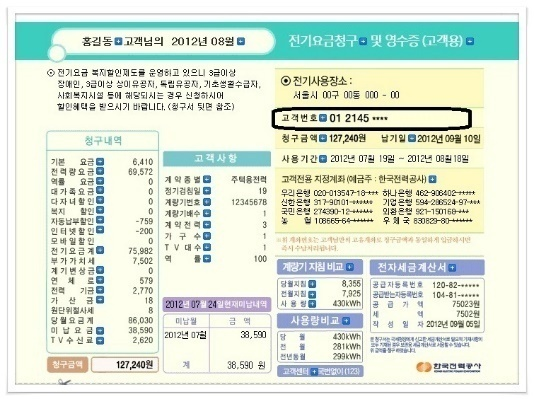 홍길동 고객님의 2012년 08월
전기요금청구 및 영수증 (고객용)
전기요금 복지할인제도를 운영하고 있으니 3급이상
장애인, 3급이상 상이유공자, 독립유공자, 기초생활수급자,
사회복지시설 등에 해당되시는 경우 신청하시어
할인혜택을 받으시기 바랍니다. (청구서 뒷면 참조)
전기사용장소 :
서울시 00구 00동 000 - 00
고객번호 01 2145 ****
청구금액 127,240원 납기일 2012년 09월 10일
사용기간 2012년 07월 19일 ~ 2012년 08월 18일
고객전용 지정계좌 (예금주 : 한국전력공사)
우리은행 020-013547-18-*** 하나은행 462-906402-*****
신한은행 317-90101-****** 기업은행 594-286524-97-***
국민은행 274390-12-****** 외환은행 921-150168-***
농 협 108665-64-****** 우체국 830829-80-******
청구내역
기본요금 6,410
전력량요금 69,572
역률요금 0
대가족요금 0
다자녀할인 0
복지할인 0
자동납부할인 -759
인터넷할인 -200
모바일할인 0
전기요금계 75,982
부가가치세 7,502
계기변상금 0
연체료 579
전력기금 2,770
가산금 18
원단위절사 8
당월요금계 86,030
미납요금 38,590
TV수신료 2,620
청구금액 127,240원
고객사항
계약종별 주택용전력
정기검침일 19
계량기번호 12345678
계량기배수 1
계약전력 3
가구수 1
TV대수 1
역률 100
2012년 07월 24일현재미납내역
미납월 금액
2012년 07월 38,590
계 38,590 원
계량기 지침 비교
당월지침 8,355
전월지침 7,925
사용량 430kWh
사용량비교
당월 430kWh
전월 281kWh
전년동월 299kWh
고객센터 국번없이 (123)
전자세금계산서
공급자등록번호 120-82-*****
공급받는자등록번호 104-81-*****
공급가액 75023원
세액 7502원
작성일자 2012년 09월 05일
한국전력공사